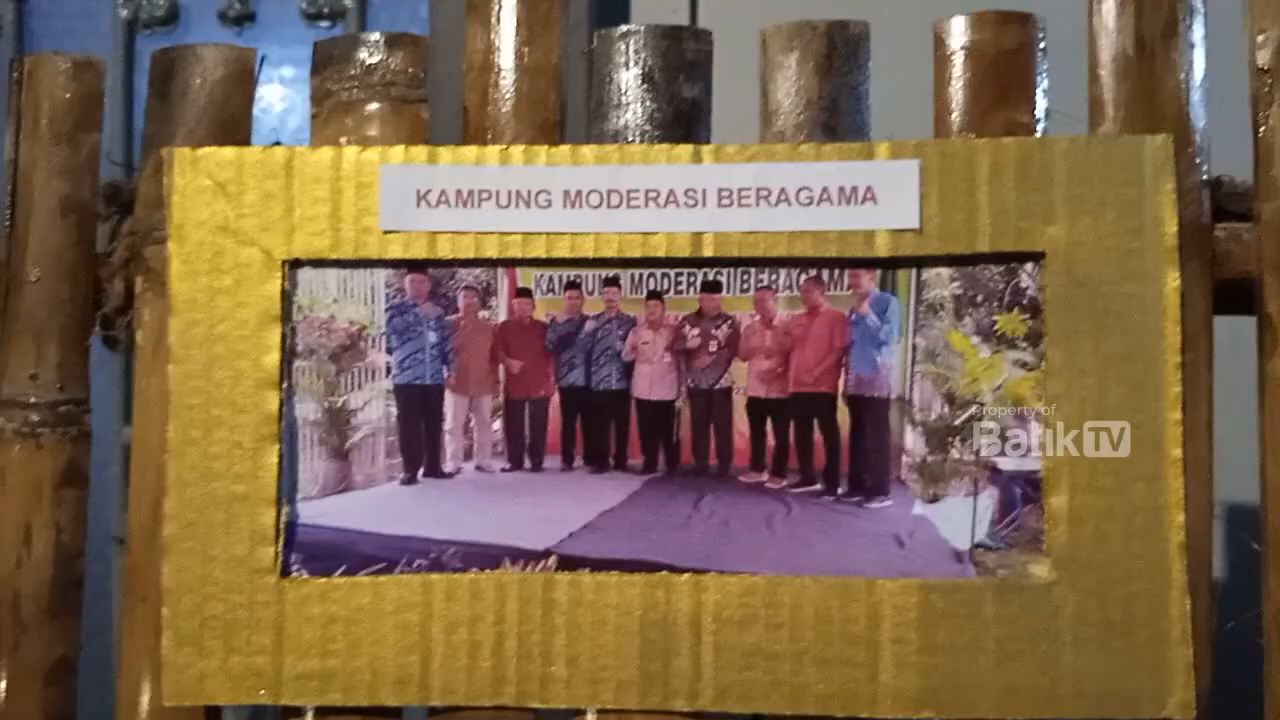 KAMPUNG MODERASI BERAGAMA
KAMPUNG MODERASI BERAGAMA
Property of
BatikTV